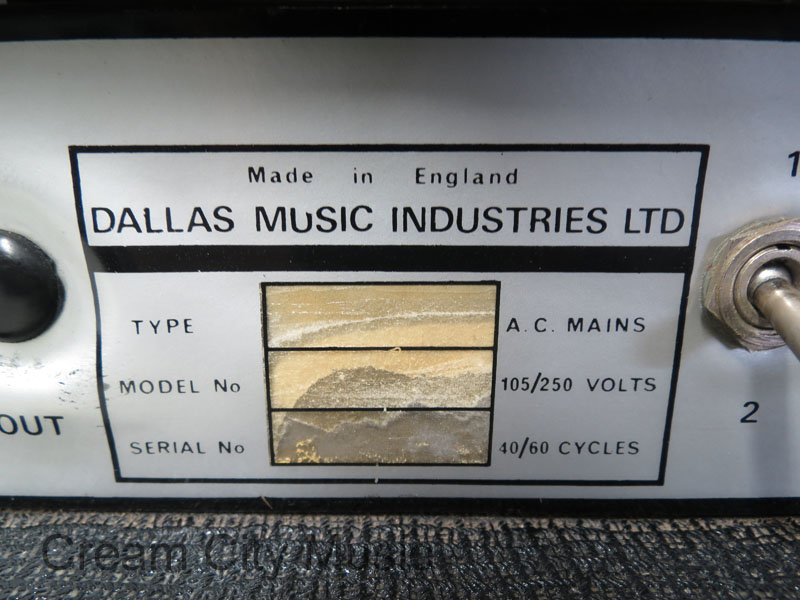 1
Made in England
DALLAS MUSIC INDUSTRIES LTD
TYPE A.C. MAINS
MODEL No 105/250 VOLTS
OUT 2
SERIAL No 40/60 CYCLES
Cream City Music